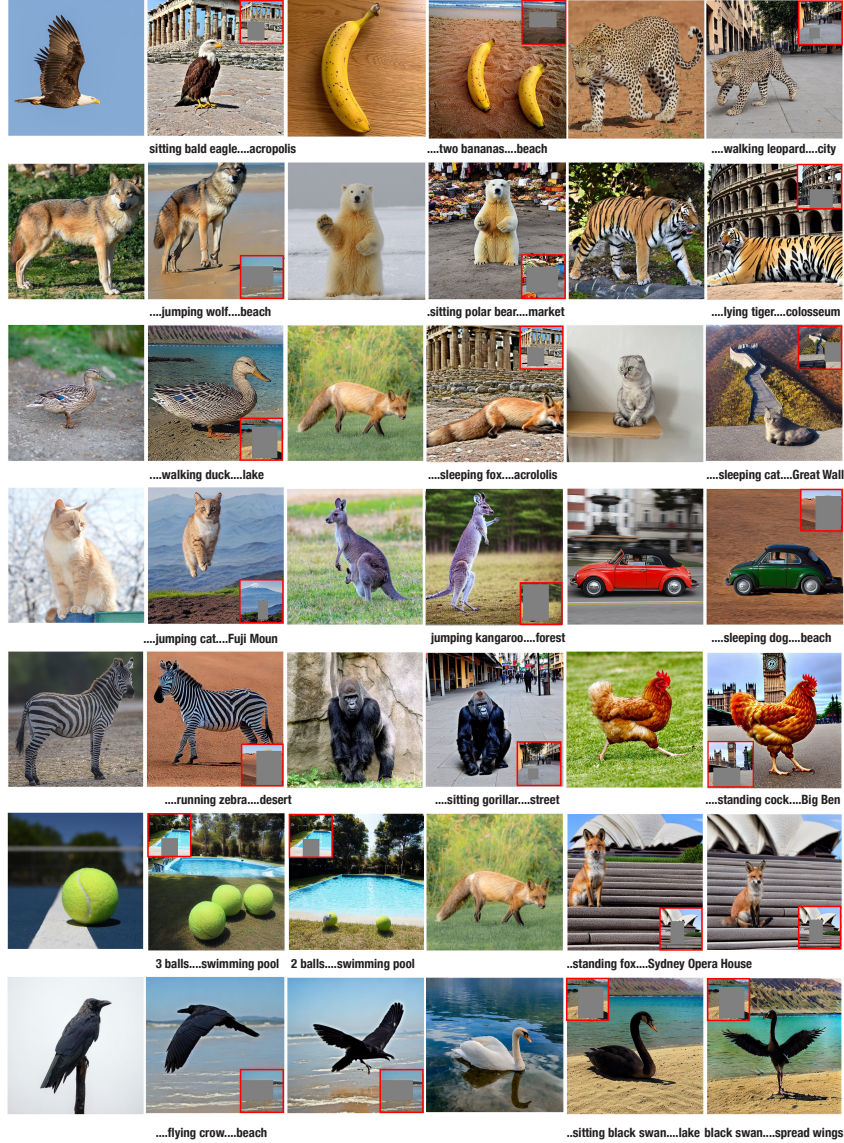 sitting bald eagle....acropolis
....two bananas....beach
....walking leopard....city
....jumping wolf....beach
.sitting polar bear....market
....lying tiger....colosseum
....walking duck....lake
....sleeping fox....acrololis
....sleeping cat....Great Wall
....jumping cat....Fuji Moun
jumping kangaroo....forest
....sleeping dog....beach
....running zebra....desert
....sitting gorillar....street
....standing cock....Big Ben
3 balls....swimming pool
2 balls....swimming pool
..standing fox....Sydney Opera House
....flying crow....beach
..sitting black swan....lake
black swan....spread wings